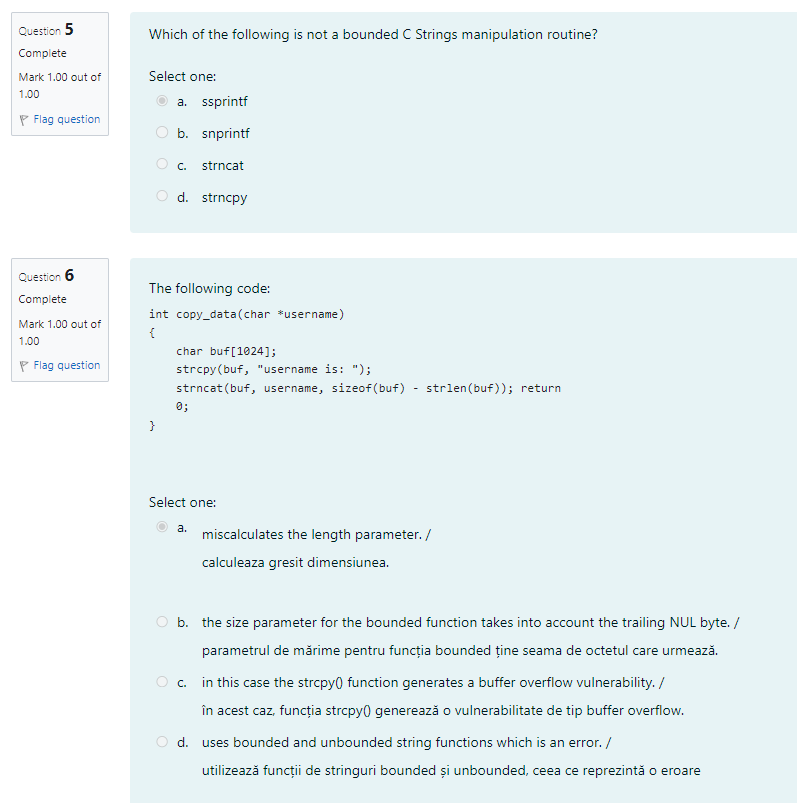 Question 5
Complete
Mark 1.00 out of
1.00
Flag question
Which of the following is not a bounded C Strings manipulation routine?
Select one:
a. ssprintf
b. snprintf
c. strncat
d. strncpy
Question 6
Complete
Mark 1.00 out of
1.00
Flag question
The following code:
int copy_data(char *username)
{
char buf[1024];
strcpy(buf, "username is: ");
strncat(buf, username, sizeof(buf) - strlen(buf)); return
0;
}
Select one:
a. miscalculates the length parameter. /
calculeaza gresit dimensiunea.
b. the size parameter for the bounded function takes into account the trailing NUL byte. /
parametrul de mărime pentru funcția bounded ține seama de octetul care urmează.
c. in this case the strcpy() function generates a buffer overflow vulnerability. /
în acest caz, funcția strcpy() generează o vulnerabilitate de tip buffer overflow.
d. uses bounded and unbounded string functions which is an error. /
utilizează funcții de stringuri bounded și unbounded, ceea ce reprezintă o eroare